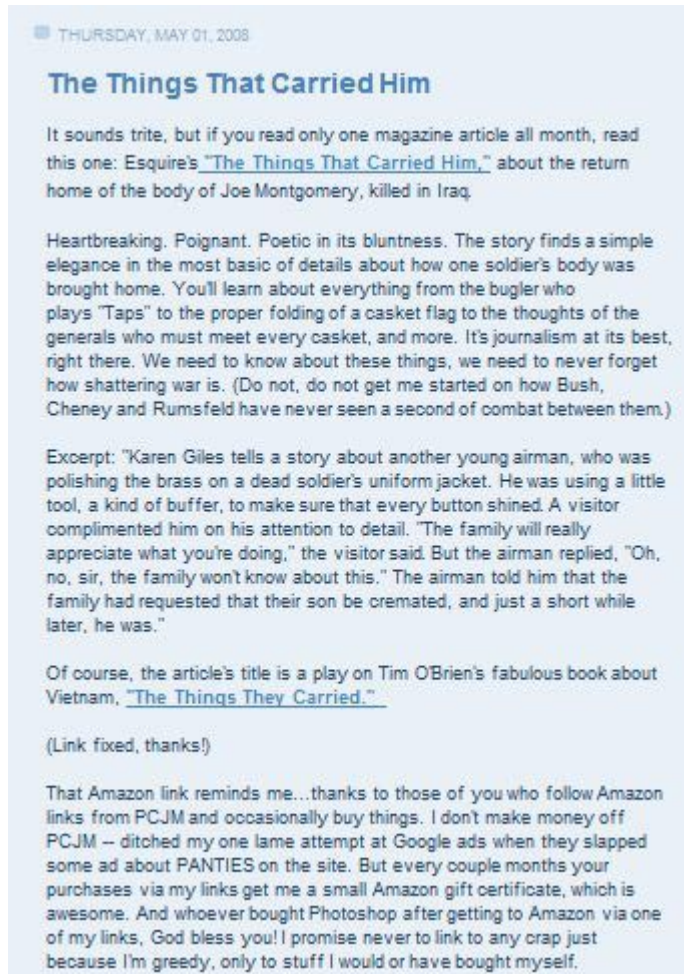 THURSDAY, MAY 01, 2008
The Things That Carried Him
It sounds trite, but if you read only one magazine article all month, read
this one: Esquire's "The Things That Carried Him," about the return
home of the body of Joe Montgomery, killed in Iraq.
Heartbreaking. Poignant. Poetic in its bluntness. The story finds a simple
elegance in the most basic of details about how one soldier's body was
brought home. You'll learn about everything from the bugler who
plays "Taps" to the proper folding of a casket flag to the thoughts of the
generals who must meet every casket, and more. It's journalism at its best,
right there. We need to know about these things, we need to never forget
how shattering war is. (Do not, do not get me started on how Bush,
Cheney and Rumsfeld have never seen a second of combat between them.)
Excerpt: "Karen Giles tells a story about another young airman, who was
polishing the brass on a dead soldier's uniform jacket. He was using a little
tool, a kind of buffer, to make sure that every button shined. A visitor
complimented him on his attention to detail. "The family will really
appreciate what you're doing," the visitor said. But the airman replied, "Oh,
no, sir, the family won't know about this." The airman told him that the
family had requested that their son be cremated, and just a short while
later, he was."
Of course, the article's title is a play on Tim O'Brien's fabulous book about
Vietnam, "The Things They Carried."
(Link fixed, thanks!)
That Amazon link reminds me...thanks to those of you who follow Amazon
links from PCJM and occasionally buy things. I don't make money off
PCJM -- ditched my one lame attempt at Google ads when they slapped
some ad about PANTIES on the site. But every couple months your
purchases via my links get me a small Amazon gift certificate, which is
awesome. And whoever bought Photoshop after getting to Amazon via one
of my links, God bless you! I promise never to link to any crap just
because I'm greedy, only to stuff I would or have bought myself.